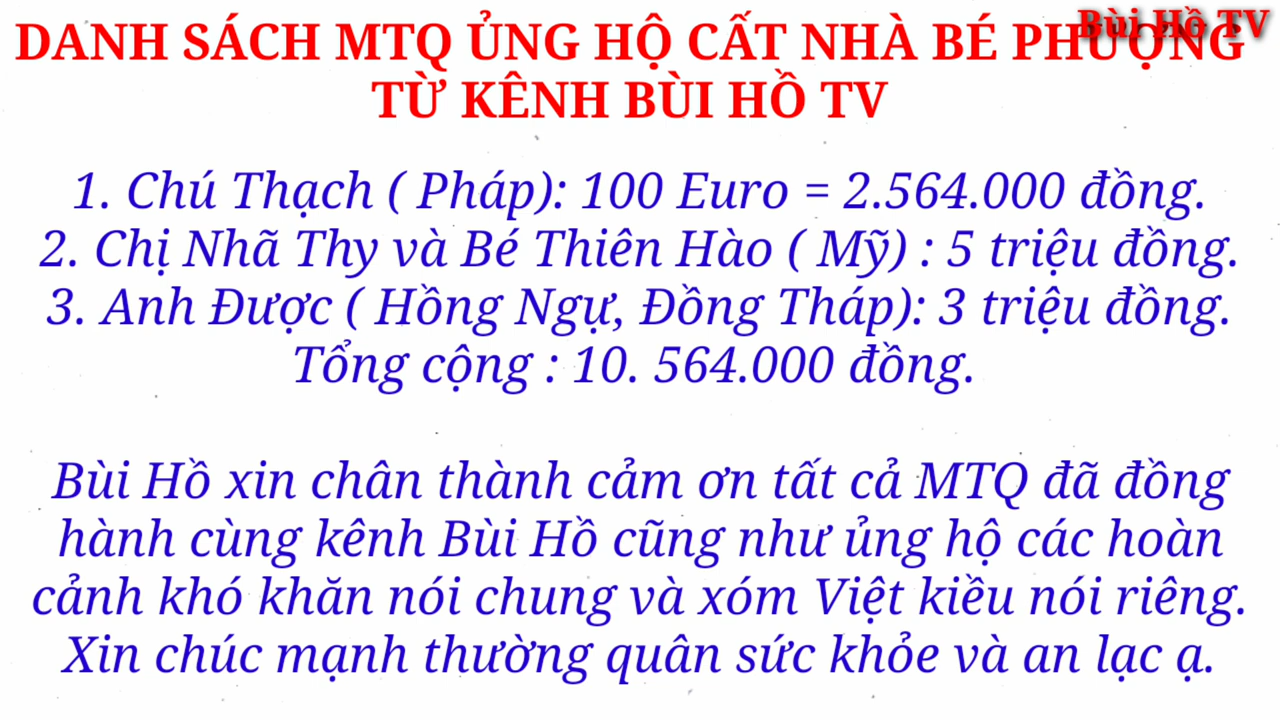 DANH SÁCH MTQ ỦNG HỘ CẤT NHÀ BÉ PHƯỢNG
Bùi Hồ TV
TỪ KÊNH BÙI HỒ TV
1. Chú Thạch ( Pháp): 100 Euro = 2.564.000 đồng.
2. Chị Nhã Thy và Bé Thiên Hào ( Mỹ) : 5 triệu đồng.
3. Anh Được ( Hồng Ngự, Đồng Tháp): 3 triệu đồng.
Tổng cộng : 10. 564.000 đồng.
Bùi Hồ xin chân thành cảm ơn tất cả MTQ đã đồng
hành cùng kênh Bùi Hồ cũng như ủng hộ các hoàn
cảnh khó khăn nói chung và xóm Việt kiều nói riêng.
Xin chúc mạnh thường quân sức khỏe và an lạc ạ.